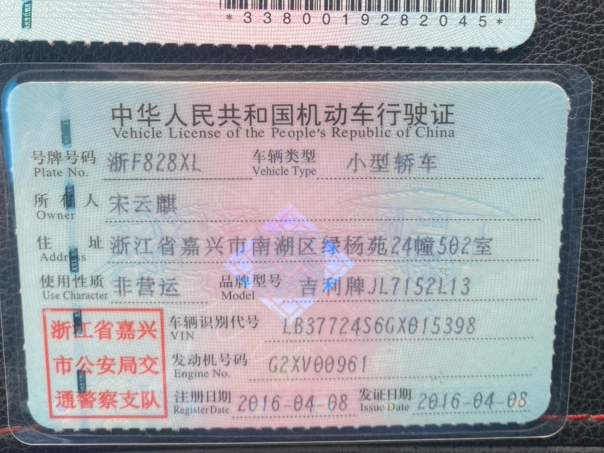 *3380019282045*
中华人民共和国机动车行驶证
Vehicle License of the People's Republic of China
号牌号码 浙F828XL 车辆类型 小型轿车
Plate No. Vehicle Type
所有人 宋云麒
Owner
住址 浙江省嘉兴市南湖区绿杨苑24幢502室
Address
使用性质 非营运 品牌型号 吉利牌JL7152L13
Use Character Model
浙江省嘉兴
市公安局交
通警察支队
车辆识别代号 LB37724S6GX015398
VIN
发动机号码 G2XV00961
Engine No.
注册日期 2016-04-08 发证日期 2016-04-08
Register Date Issue Date